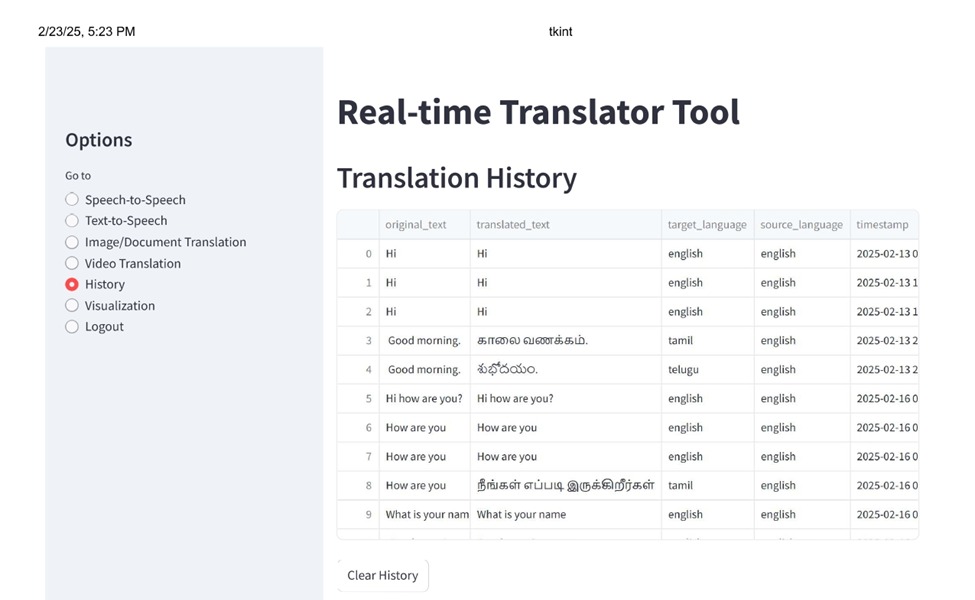 2/23/25, 5:23 PM tkint
Options
Go to
Speech-to-Speech
Text-to-Speech
Image/Document Translation
Video Translation
History
Visualization
Logout
Real-time Translator Tool
Translation History
original_text translated_text target_language source_language timestamp
0 Hi Hi english english 2025-02-13 0
1 Hi Hi english english 2025-02-13 1
2 Hi Hi english english 2025-02-13 1
3 Good morning. காலை வணக்கம். tamil english 2025-02-13 2
4 Good morning. శుభోదయం. telugu english 2025-02-13 2
5 Hi how are you? Hi how are you? english english 2025-02-16 0
6 How are you How are you english english 2025-02-16 0
7 How are you How are you english english 2025-02-16 0
8 How are you நீங்கள் எப்படி இருக்கிறீர்கள் tamil english 2025-02-16 0
9 What is your nam What is your name english english 2025-02-16 0
Clear History